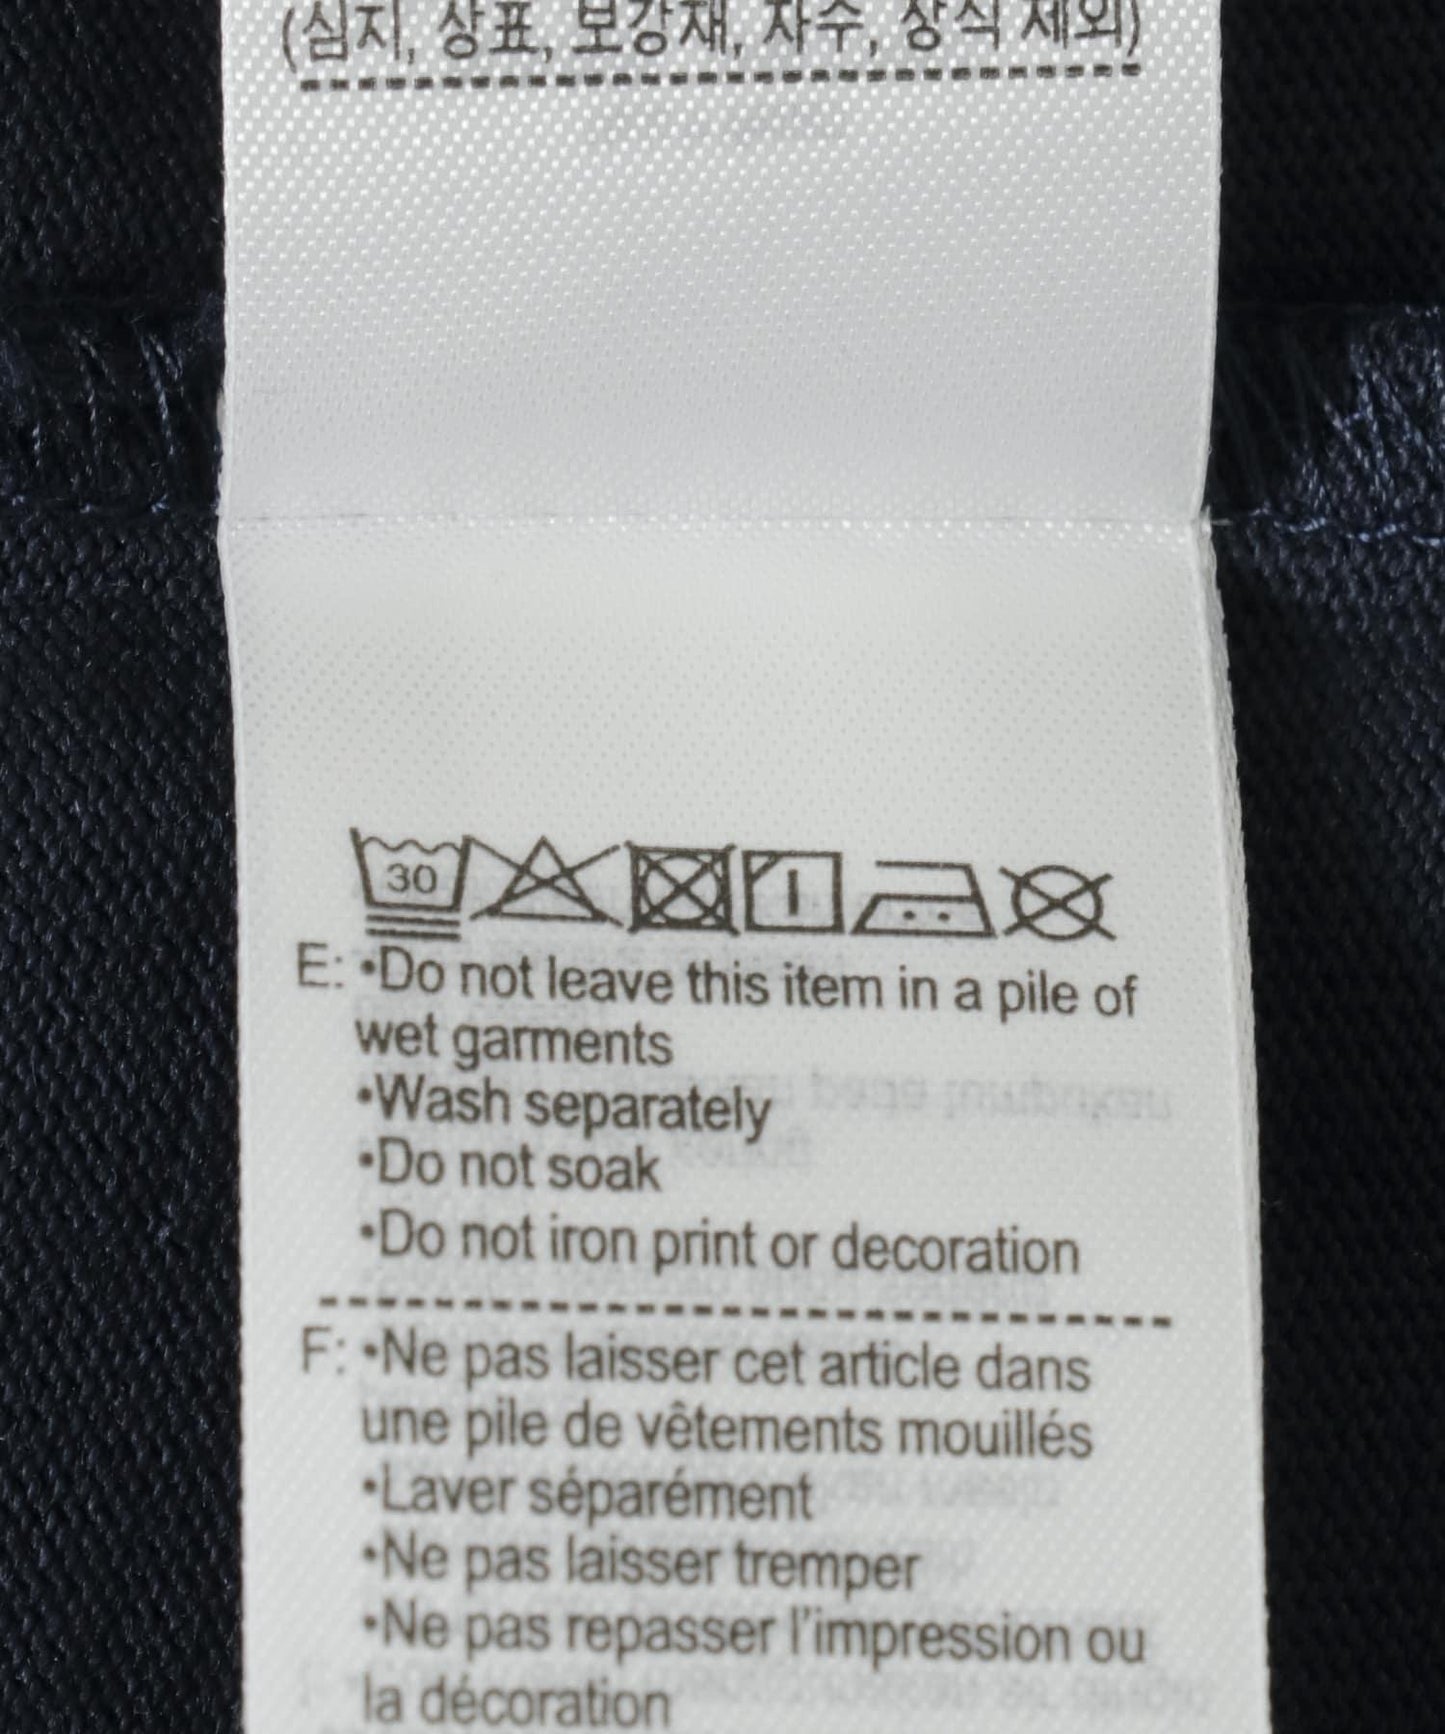 (심지, 상표, 보강재, 자수, 장식 제외)
30
E: •Do not leave this item in a pile of
wet garments
•Wash separately
•Do not soak
•Do not iron print or decoration
F: •Ne pas laisser cet article dans
une pile de vêtements mouillés
•Laver séparément
•Ne pas laisser tremper
•Ne pas repasser l'impression ou
la décoration